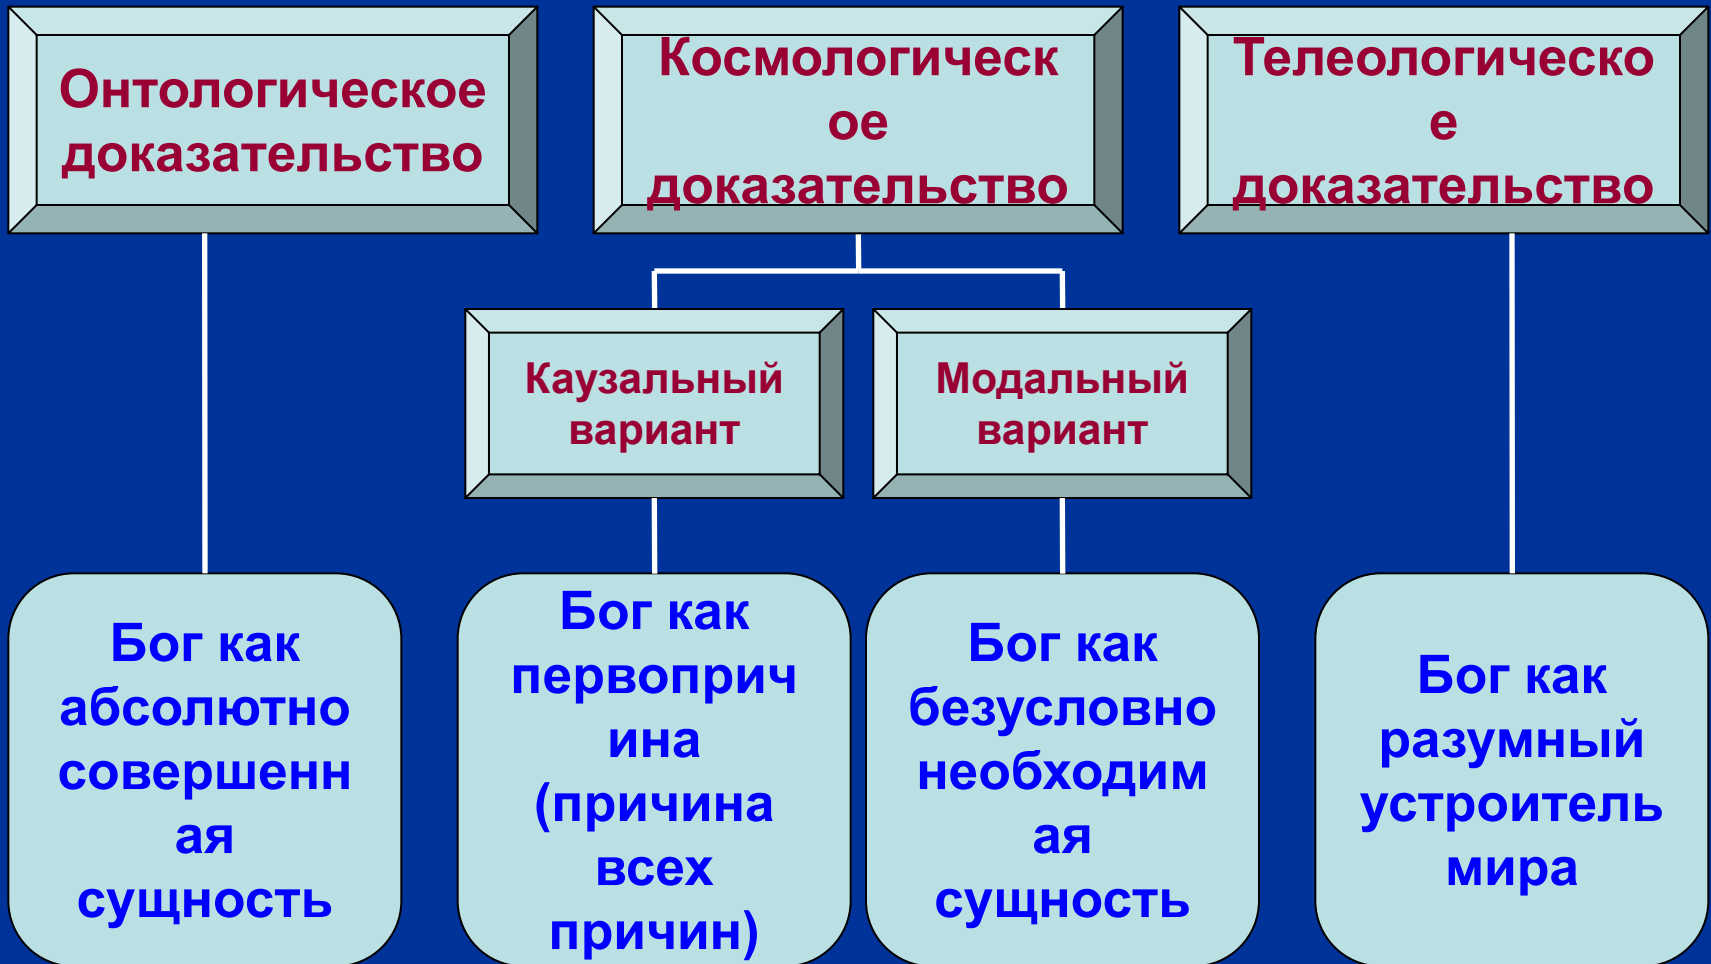 Онтологическое
доказательство
Космологическ
ое
доказательство
Телеологическо
е
доказательство
Каузальный
вариант
Модальный
вариант
Бог как
абсолютно
совершенн
ая
сущность
Бог как
первоприч
ина
(причина
всех
причин)
Бог как
безусловно
необходим
ая
сущность
Бог как
разумный
устроитель
мира